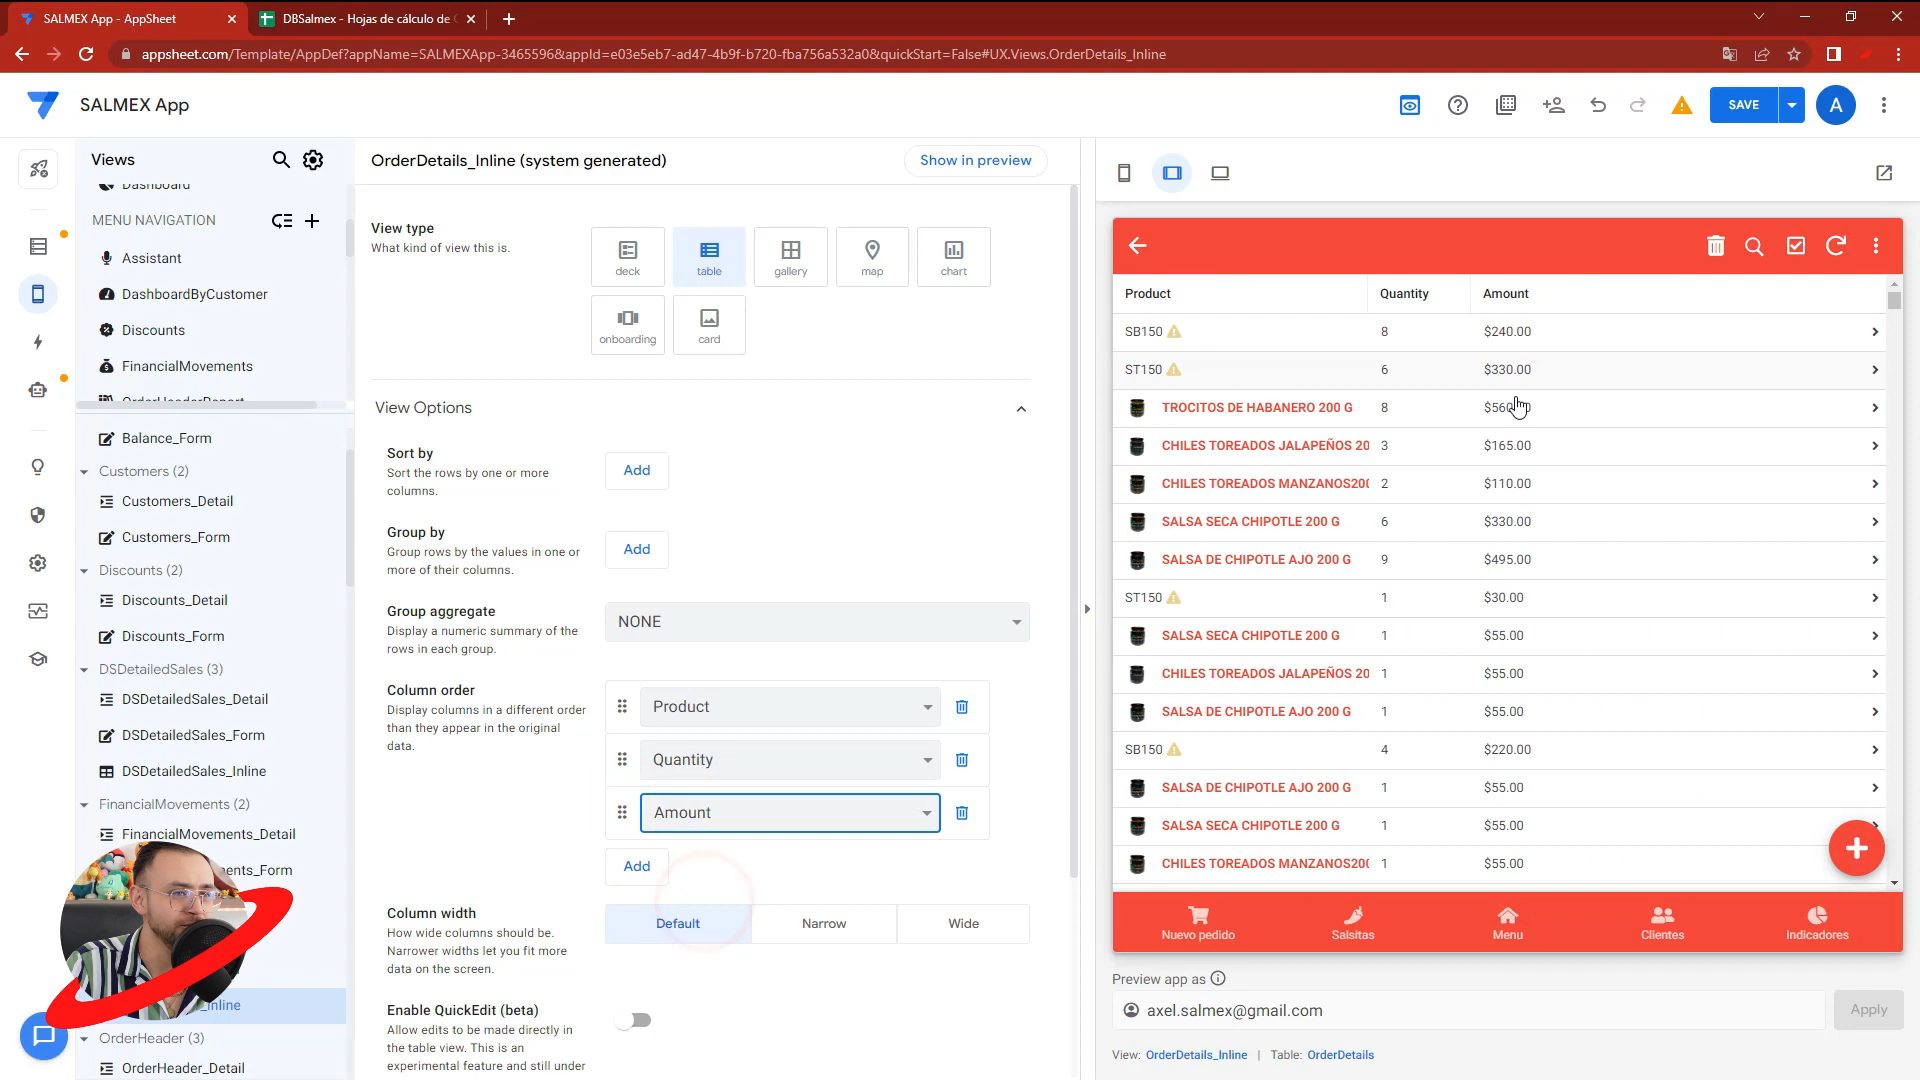 SALMEX App - AppSheet
DBSalmex - Hojas de cálculo de
appsheet.com/Template/AppDef?appName=SALMEXApp-3465596&appId=e03e5eb7-ad47-4b9f-b720-fba756a532a0&quickStart=False#UX.Views.OrderDetails_Inline
SALMEX App
SAVE
A
Views
Dashboard
MENU NAVIGATION
Assistant
DashboardByCustomer
Discounts
FinancialMovements
OrderHeaderReport
Balance_Form
Customers (2)
Customers_Detail
Customers_Form
Discounts (2)
Discounts_Detail
Discounts_Form
DSDetailedSales (3)
DSDetailedSales_Detail
DSDetailedSales_Form
DSDetailedSales_Inline
FinancialMovements (2)
FinancialMovements_Detail
ents_Form
_Inline
OrderHeader (3)
OrderHeader_Detail
OrderDetails_Inline (system generated)
Show in preview
View type
What kind of view this is.
deck
table
gallery
map
chart
onboarding
card
View Options
Sort by
Sort the rows by one or more
columns.
Add
Group by
Group rows by the values in one or
more of their columns.
Add
Group aggregate
Display a numeric summary of the
rows in each group.
NONE
Column order
Display columns in a different order
than they appear in the original
data.
Product
Quantity
Amount
Add
Column width
How wide columns should be.
Narrower widths let you fit more
data on the screen.
Default
Narrow
Wide
Enable QuickEdit (beta)
Allow edits to be made directly in
the table view. This is an
experimental feature and still under
Product Quantity Amount
SB150 8 $240.00
ST150 6 $330.00
TROCITOS DE HABANERO 200 G 8 $560
CHILES TOREADOS JALAPEÑOS 20 3 $165.00
CHILES TOREADOS MANZANOS200 2 $110.00
SALSA SECA CHIPOTLE 200 G 6 $330.00
SALSA DE CHIPOTLE AJO 200 G 9 $495.00
ST150 1 $30.00
SALSA SECA CHIPOTLE 200 G 1 $55.00
CHILES TOREADOS JALAPEÑOS 20 1 $55.00
SALSA DE CHIPOTLE AJO 200 G 1 $55.00
SB150 4 $220.00
SALSA DE CHIPOTLE AJO 200 G 1 $55.00
SALSA SECA CHIPOTLE 200 G 1 $55.00
CHILES TOREADOS MANZANOS200 1 $55.00
Nuevo pedido
Salsitas
Menu
Clientes
Indicadores
Preview app as
axel.salmex@gmail.com
Apply
View: OrderDetails_Inline | Table: OrderDetails